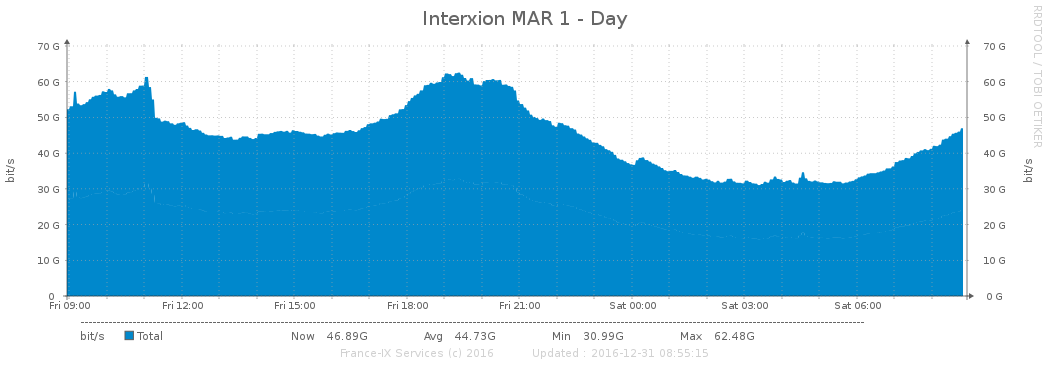 Interxion MAR 1 - Day
RRDTOOL / TOBI OETIKER
70 G 70 G
60 G 60 G
50 G 50 G
40 G 40 G
30 G 30 G
20 G 20 G
10 G 10 G
0 0 G
bit/s bit/s
Fri 09:00 Fri 12:00 Fri 15:00 Fri 18:00 Fri 21:00 Sat 00:00 Sat 03:00 Sat 06:00
bit/s Total Now 46.89G Avg 44.73G Min 30.99G Max 62.48G
France-IX Services (c) 2016 Updated : 2016-12-31 08:55:15